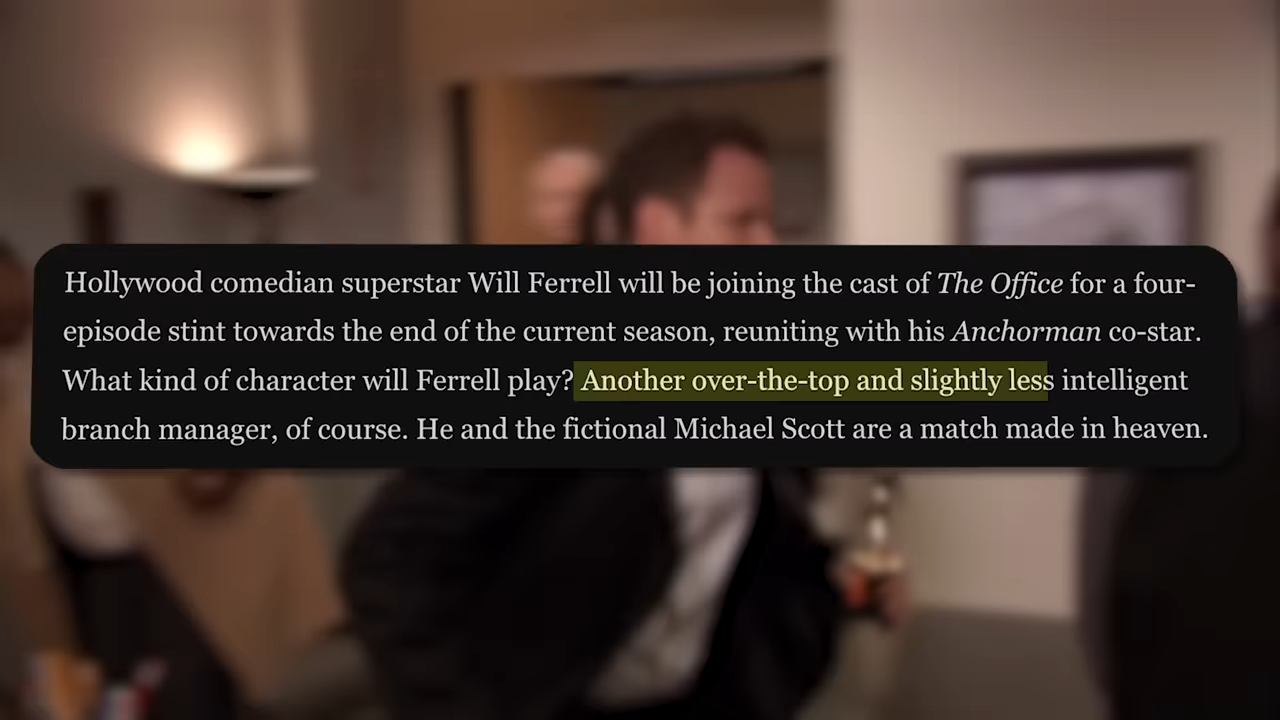 Hollywood comedian superstar Will Ferrell will be joining the cast of The Office for a four-
episode stint towards the end of the current season, reuniting with his Anchorman co-star.
What kind of character will Ferrell play? Another over-the-top and slightly less intelligent
branch manager, of course. He and the fictional Michael Scott are a match made in heaven.